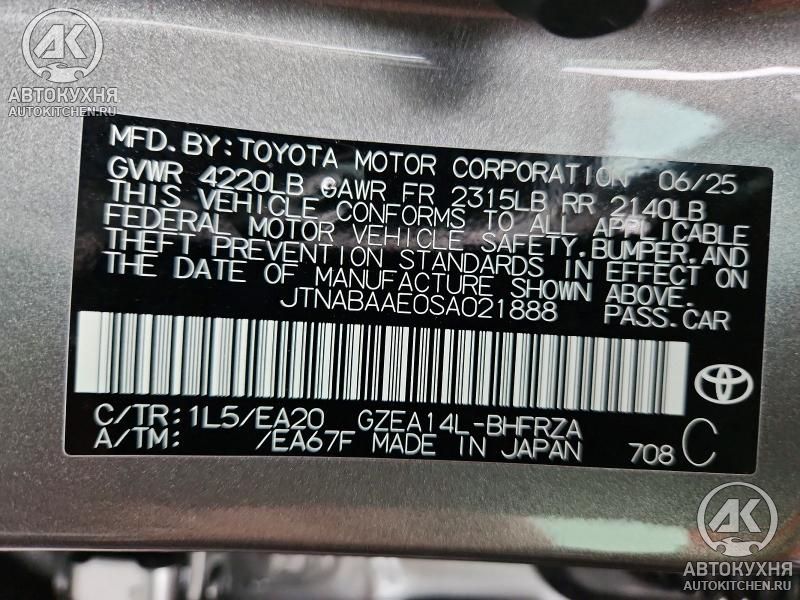 AK
АВТОКУХНЯ
AUTOKITCHEN.RU
MFD.BY:TOYOTA MOTOR CORPORATION 06/25
GVWR 4220LB GAWR FR 2315LB RR 2140LB
THIS VEHICLE CONFORMS TO ALL APPLICABLE
FEDERAL MOTOR VEHICLE SAFETY,BUMPER,AND
THEFT PREVENTION STANDARDS IN EFFECT ON
THE DATE OF MANUFACTURE SHOWN ABOVE.
JTNABAAE0SA021888 PASS.CAR
C/TR:1L5/EA20 GZEA14L-BHFRZA
A/TM: /EA67F MADE IN JAPAN 708 C
AK
АВТОКУХНЯ
AUTOKITCHEN.RU